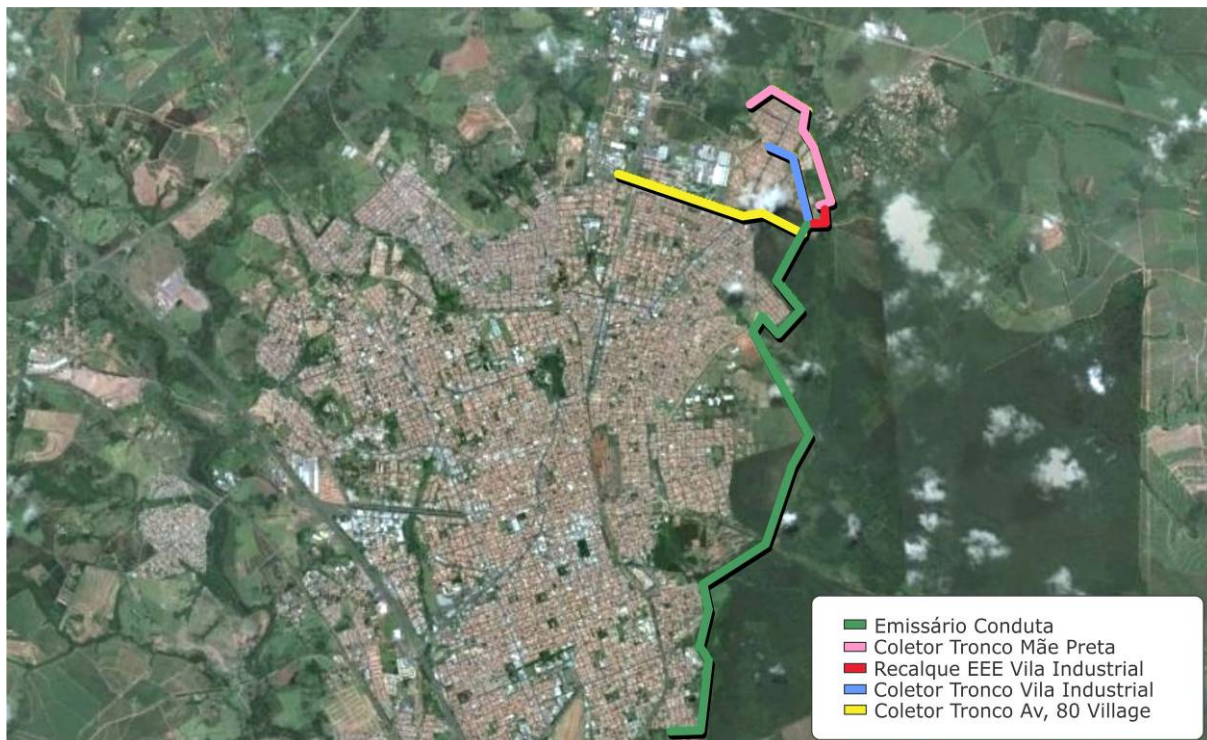 Emissário Conduta
Coletor Tronco Mãe Preta
Recalque EEE Vila Industrial
Coletor Tronco Vila Industrial
Coletor Tronco Av, 80 Village